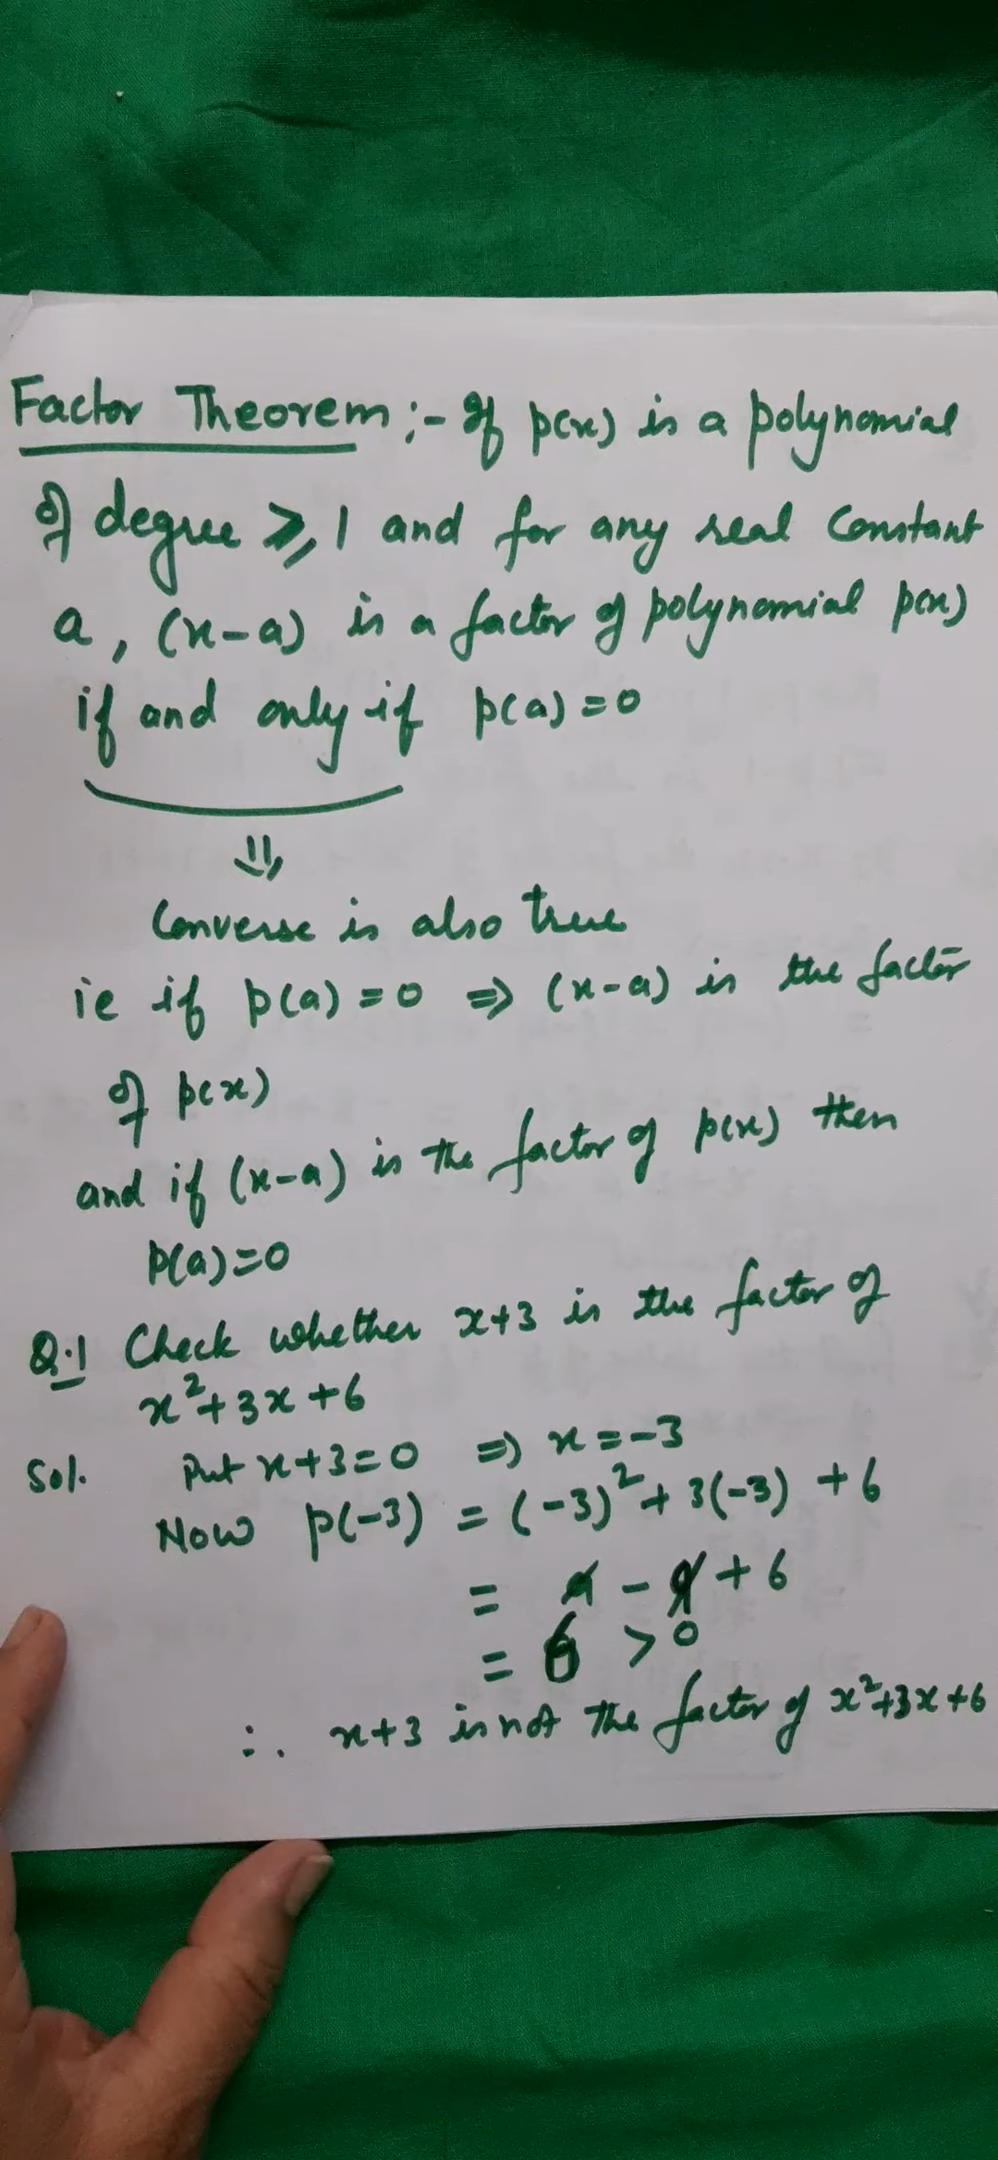 Factor Theorem :- If p(x) is a polynomial
of degree ≥ 1 and for any real constant
a, (x-a) is a factor of polynomial p(x)
if and only if p(a)=0
⇓
Converse is also true
ie if p(a)=0 ⇒ (x-a) is the factor
of p(x)
and if (x-a) is the factor of p(x) then
p(a)=0
Q.1 Check whether x+3 is the factor of
x²+3x+6
Sol. Put x+3=0 ⇒ x=-3
Now p(-3) = (-3)²+3(-3)+6
= 9-9+6
= 6 > 0
∴ x+3 is not the factor of x²+3x+6